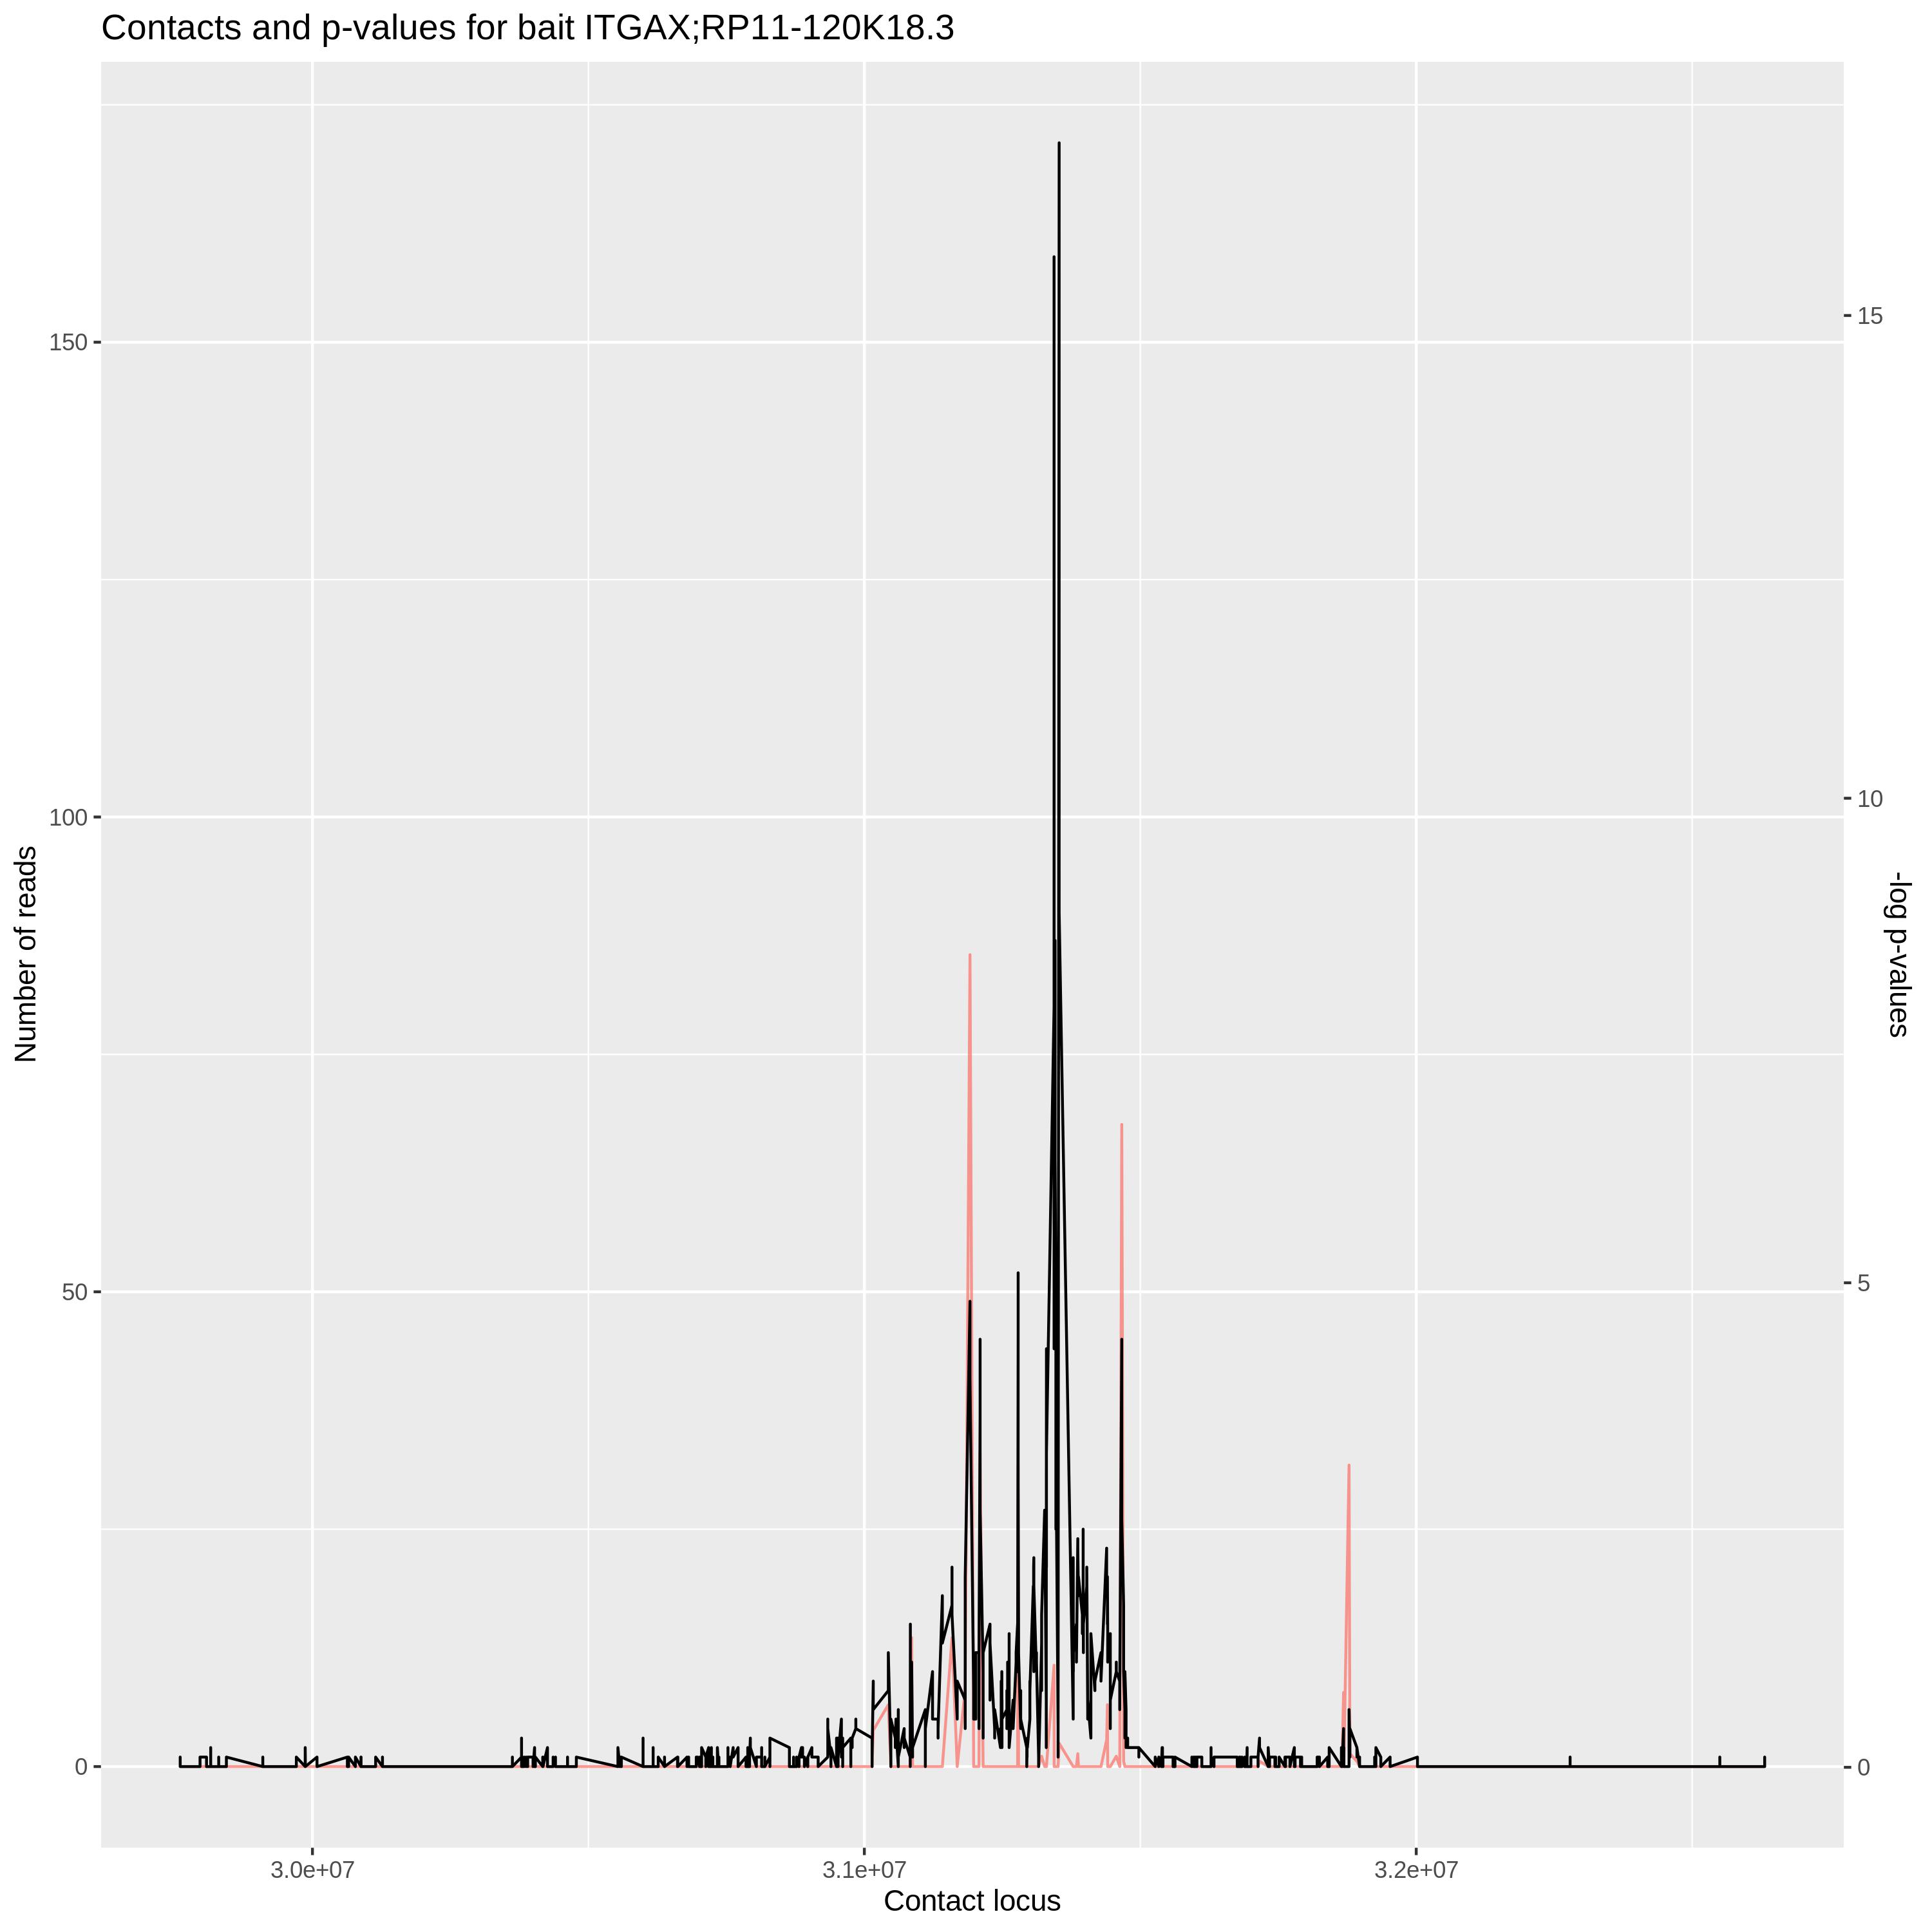 Contacts and p-values for bait ITGAX;RP11-120K18.3
150
100
50
0
Number of reads
15
10
5
0
-log p-values
3.0e+07
3.1e+07
3.2e+07
Contact locus